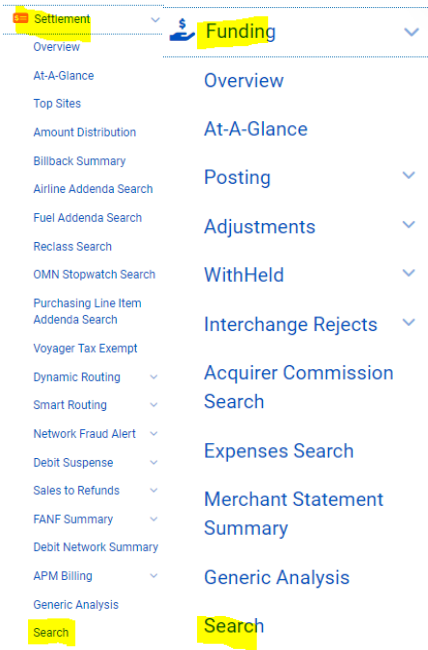 Settlement
Overview
At-A-Glance
Top Sites
Amount Distribution
Billback Summary
Airline Addenda Search
Fuel Addenda Search
Reclass Search
OMN Stopwatch Search
Purchasing Line Item
Addenda Search
Voyager Tax Exempt
Dynamic Routing
Smart Routing
Network Fraud Alert
Debit Suspense
Sales to Refunds
FANF Summary
Debit Network Summary
APM Billing
Generic Analysis
Search
$
Funding
Overview
At-A-Glance
Posting
Adjustments
WithHeld
Interchange Rejects
Acquirer Commission
Search
Expenses Search
Merchant Statement
Summary
Generic Analysis
Search